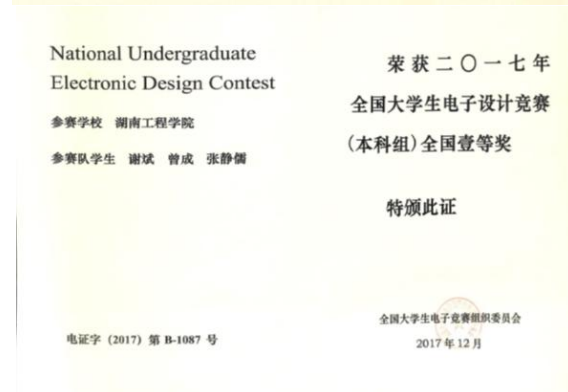 National Undergraduate
Electronic Design Contest
参赛学校 湖南工程学院
参赛队学生 谢斌 曾成 张静儒
电证字 (2017) 第 B-1087 号
荣获二〇一七年
全国大学生电子设计竞赛
(本科组)全国壹等奖
特颁此证
全国大学生电子竞赛组织委员会
2017年12月